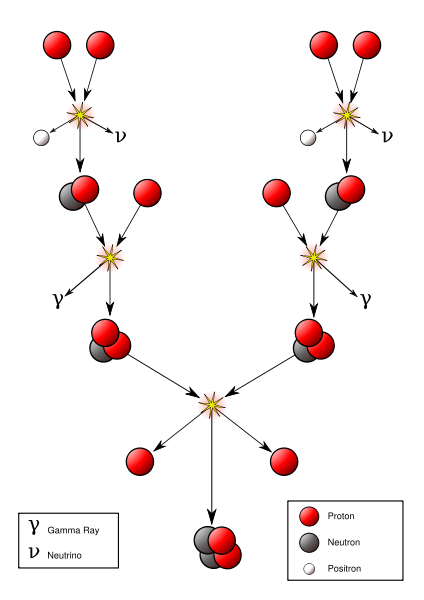 ν
ν
γ
γ
γ Gamma Ray
ν Neutrino
Proton
Neutron
Positron